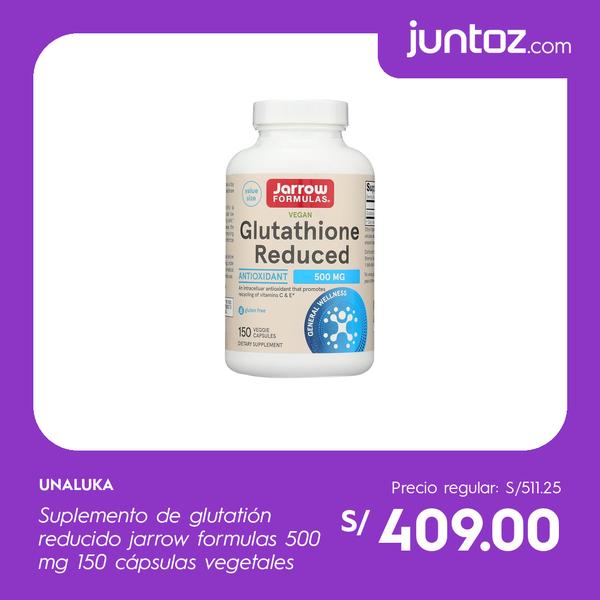 juntoz.com
value
size
Jarrow
FORMULAS®
VEGAN
Glutathione
Reduced
ANTIOXIDANT
500 MG
An intracelluar antioxidant that promotes
recycling of vitamins C & E*
gluten free
GENERAL WELLNESS
150 VEGGIE
CAPSULES
DIETARY SUPPLEMENT
UNALUKA
Suplemento de glutatión
reducido jarrow formulas 500
mg 150 cápsulas vegetales
Precio regular: S/511.25
S/ 409.00